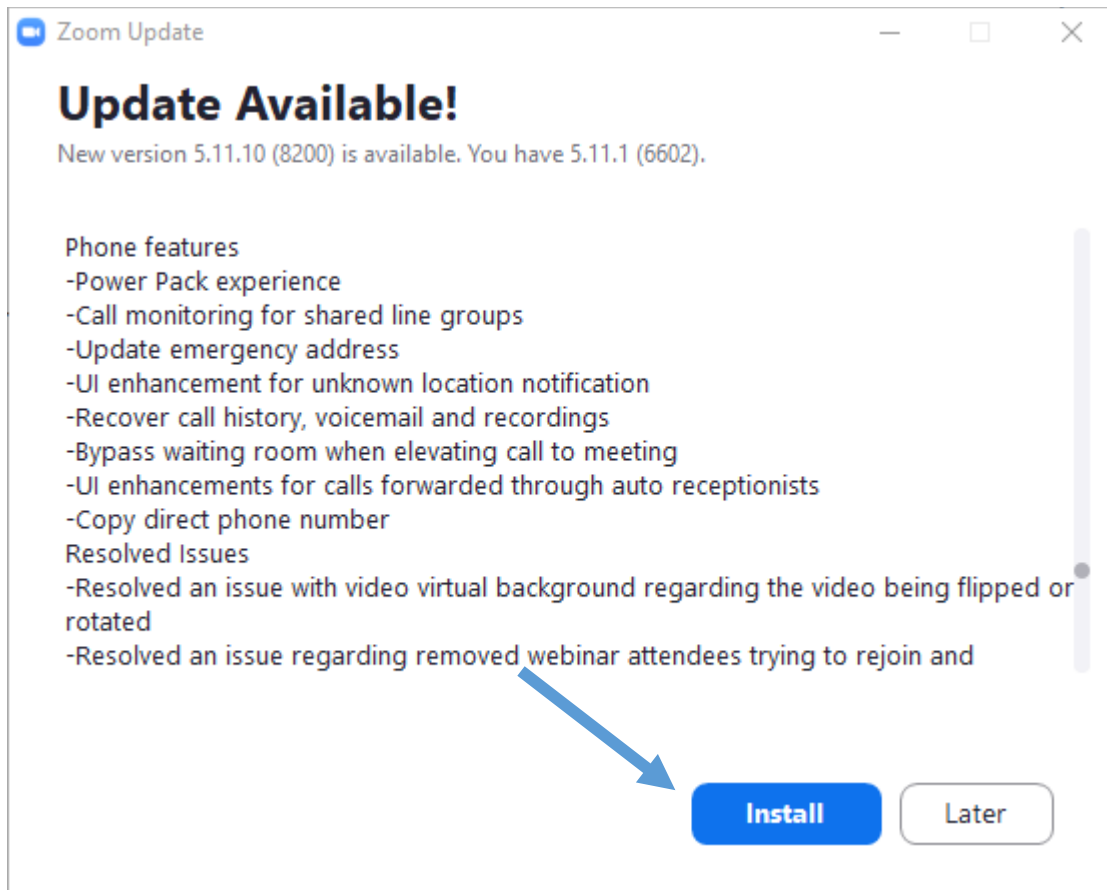 Zoom Update
Update Available!
New version 5.11.10 (8200) is available. You have 5.11.1 (6602).
Phone features
-Power Pack experience
-Call monitoring for shared line groups
-Update emergency address
-UI enhancement for unknown location notification
-Recover call history, voicemail and recordings
-Bypass waiting room when elevating call to meeting
-UI enhancements for calls forwarded through auto receptionists
-Copy direct phone number
Resolved Issues
-Resolved an issue with video virtual background regarding the video being flipped or
rotated
-Resolved an issue regarding removed webinar attendees trying to rejoin and
Install Later